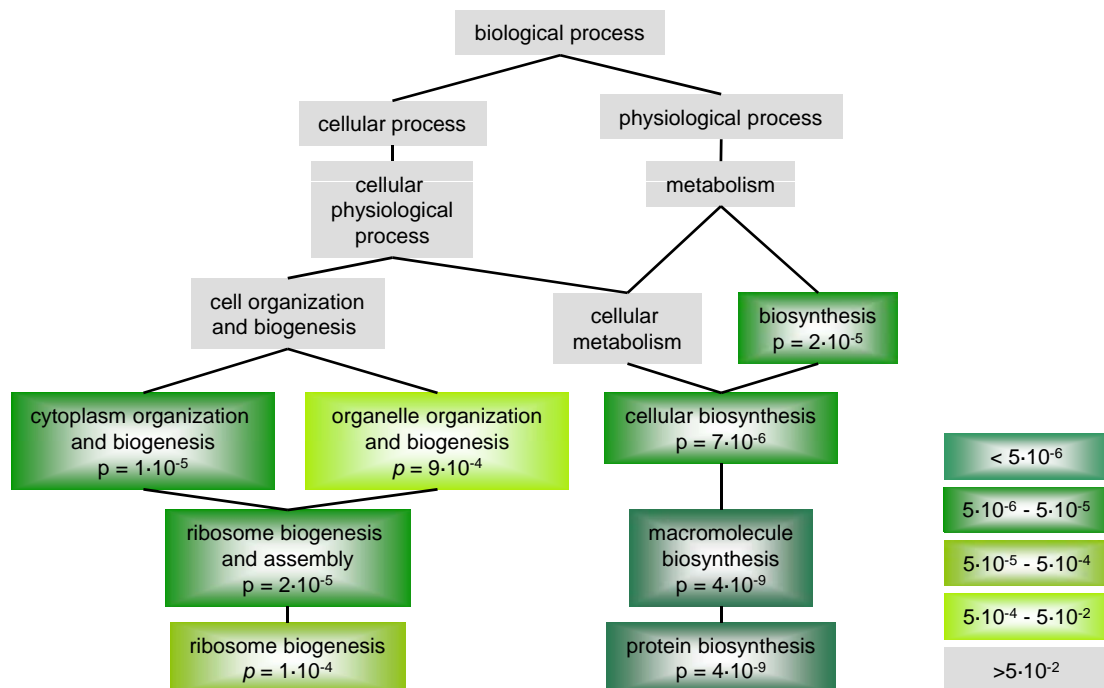 biological process
cellular process
physiological process
cellular
physiological
process
metabolism
cell organization
and biogenesis
cellular
metabolism
biosynthesis
p = 2·10⁻⁵
cytoplasm organization
and biogenesis
p = 1·10⁻⁵
organelle organization
and biogenesis
p = 9·10⁻⁴
cellular biosynthesis
p = 7·10⁻⁶
ribosome biogenesis
and assembly
p = 2·10⁻⁵
macromolecule
biosynthesis
p = 4·10⁻⁹
ribosome biogenesis
p = 1·10⁻⁴
protein biosynthesis
p = 4·10⁻⁹
< 5·10⁻⁶
5·10⁻⁶ - 5·10⁻⁵
5·10⁻⁵ - 5·10⁻⁴
5·10⁻⁴ - 5·10⁻²
>5·10⁻²